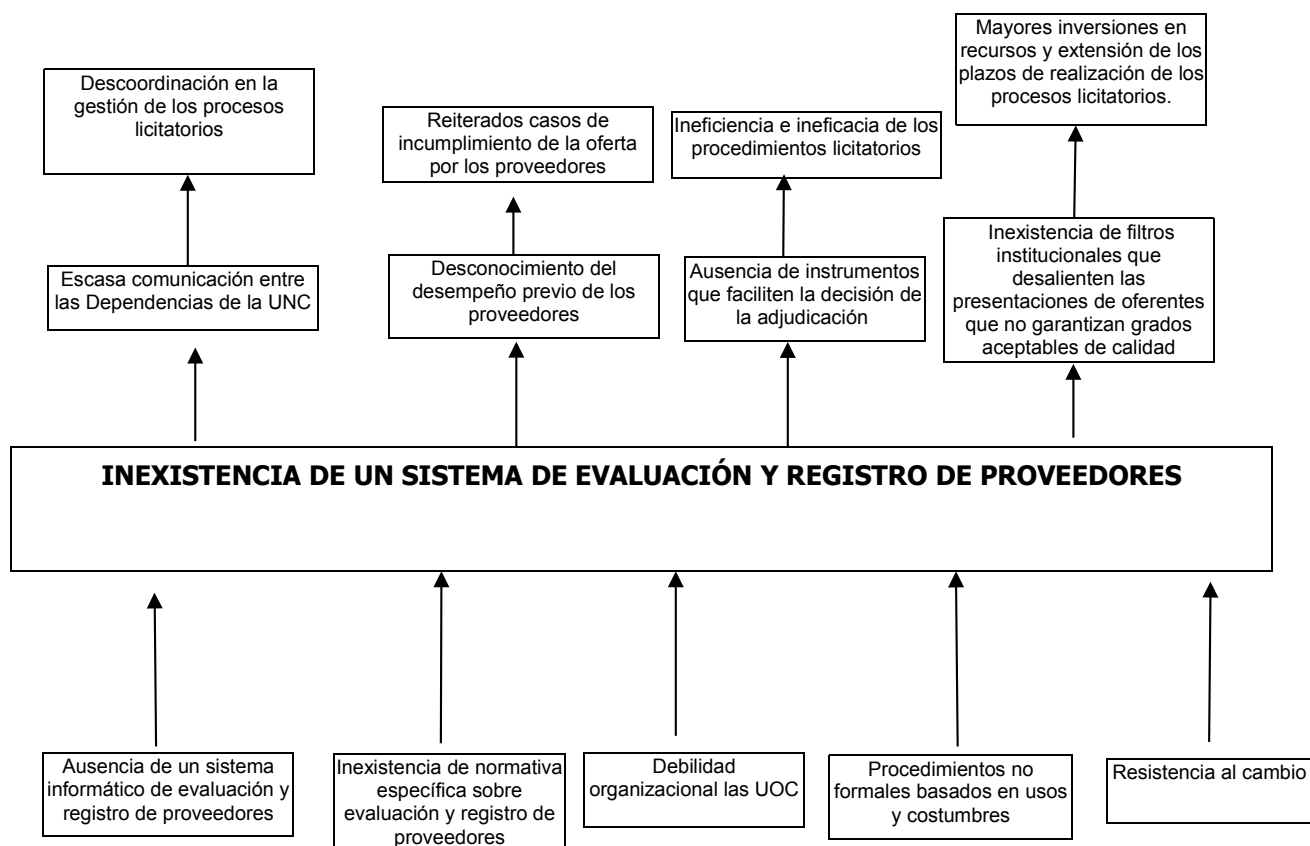 Descoordinación en la
gestión de los procesos
licitatorios
Reiterados casos de
incumplimiento de la oferta
por los proveedores
Ineficiencia e ineficacia de los
procedimientos licitatorios
Mayores inversiones en
recursos y extensión de los
plazos de realización de los
procesos licitatorios.
Escasa comunicación entre
las Dependencias de la UNC
Desconocimiento del
desempeño previo de los
proveedores
Ausencia de instrumentos
que faciliten la decisión de
la adjudicación
Inexistencia de filtros
institucionales que
desalienten las
presentaciones de oferentes
que no garantizan grados
aceptables de calidad
INEXISTENCIA DE UN SISTEMA DE EVALUACIÓN Y REGISTRO DE PROVEEDORES
Ausencia de un sistema
informático de evaluación y
registro de proveedores
Inexistencia de normativa
específica sobre
evaluación y registro de
proveedores
Debilidad
organizacional las UOC
Procedimientos no
formales basados en usos
y costumbres
Resistencia al cambio